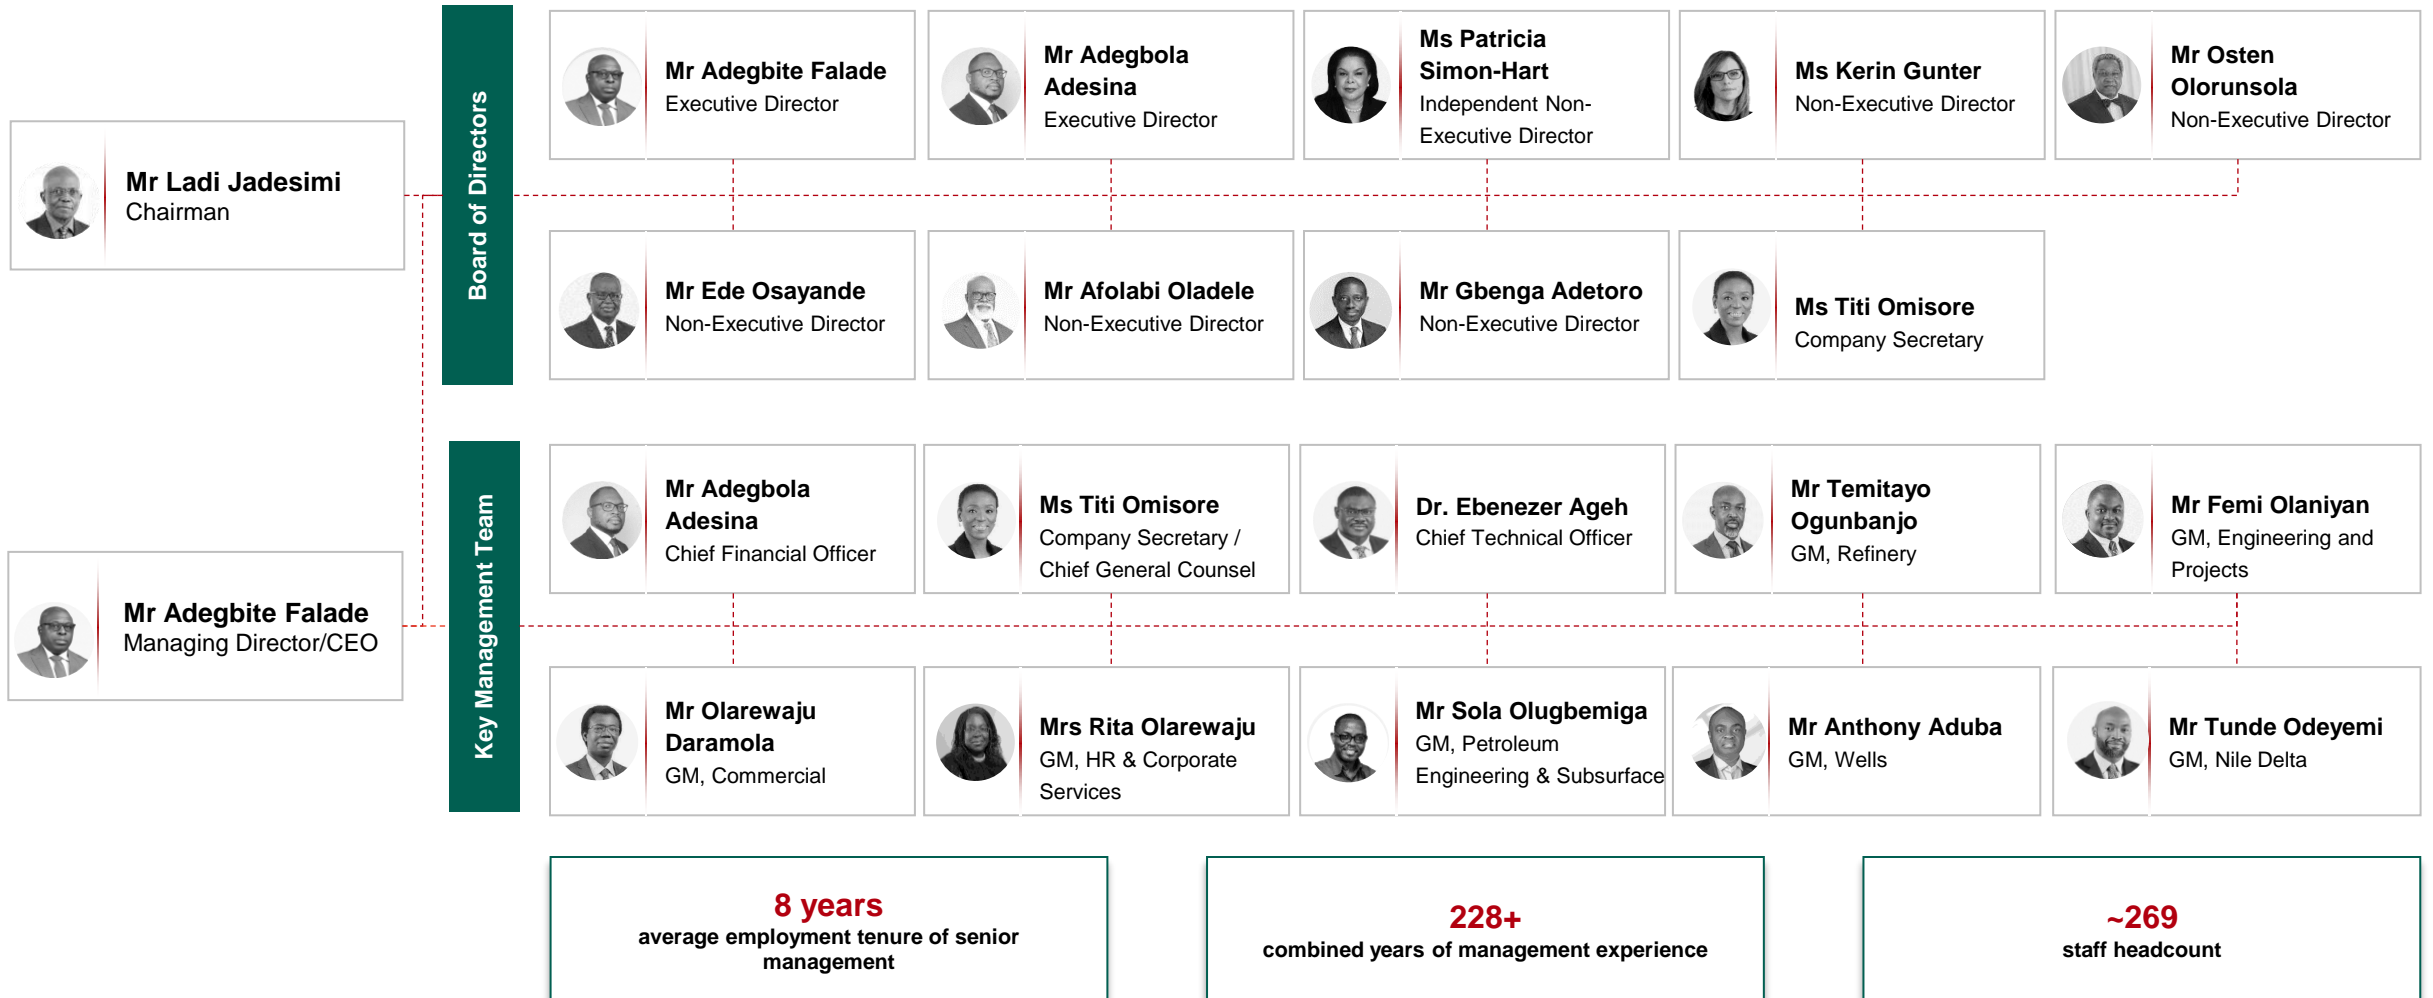 Mr Ladi Jadesimi
Chairman
Board of Directors
Mr Adegbite Falade
Executive Director
Mr Adegbola
Adesina
Executive Director
Ms Patricia
Simon-Hart
Independent Non-
Executive Director
Ms Kerin Gunter
Non-Executive Director
Mr Osten
Olorunsola
Non-Executive Director
Mr Ede Osayande
Non-Executive Director
Mr Afolabi Oladele
Non-Executive Director
Mr Gbenga Adetoro
Non-Executive Director
Ms Titi Omisore
Company Secretary
Mr Adegbite Falade
Managing Director/CEO
Key Management Team
Mr Adegbola
Adesina
Chief Financial Officer
Ms Titi Omisore
Company Secretary /
Chief General Counsel
Dr. Ebenezer Ageh
Chief Technical Officer
Mr Temitayo
Ogunbanjo
GM, Refinery
Mr Femi Olaniyan
GM, Engineering and
Projects
Mr Olarewaju
Daramola
GM, Commercial
Mrs Rita Olarewaju
GM, HR & Corporate
Services
Mr Sola Olugbemiga
GM, Petroleum
Engineering & Subsurface
Mr Anthony Aduba
GM, Wells
Mr Tunde Odeyemi
GM, Nile Delta
8 years
average employment tenure of senior
management
228+
combined years of management experience
~269
staff headcount